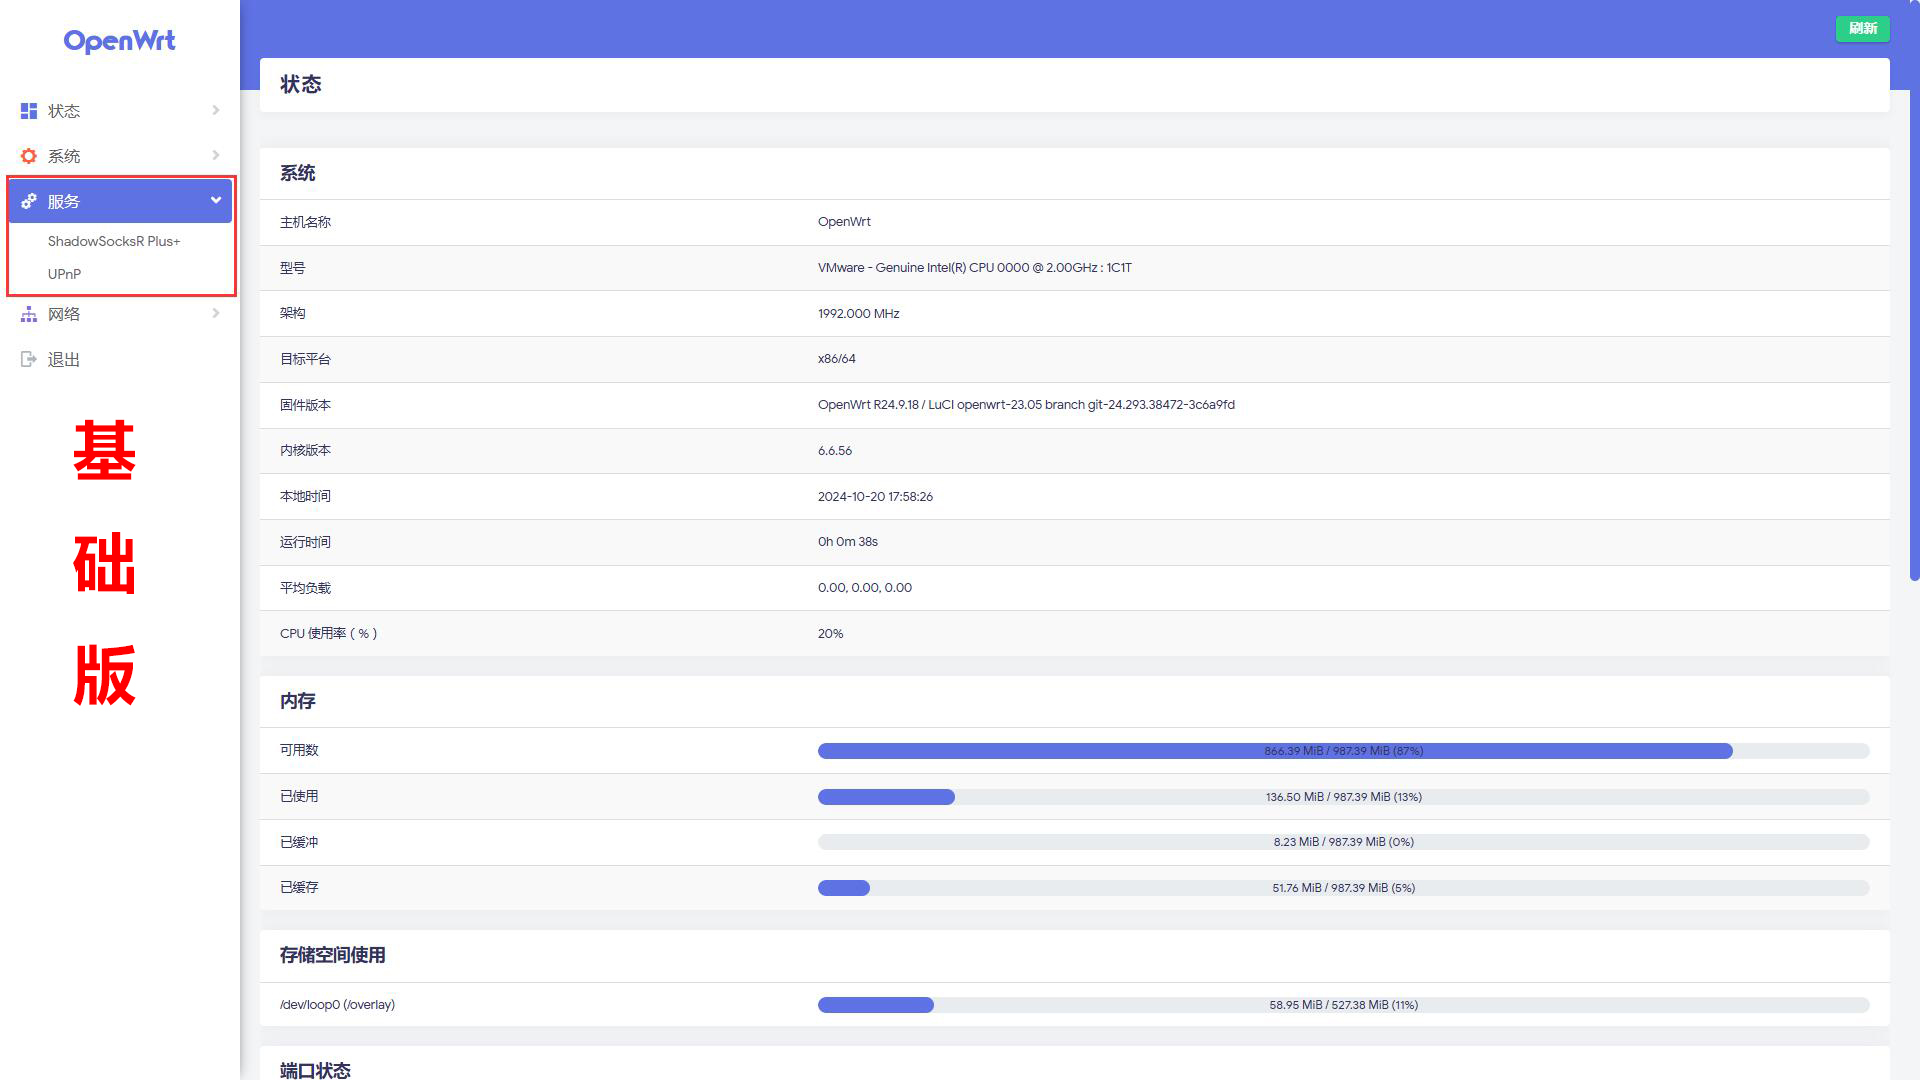 OpenWrt
状态
系统
服务
ShadowSocksR Plus+
UPnP
网络
退出
基
础
版
刷新
状态
系统
主机名称 OpenWrt
型号 VMware - Genuine Intel(R) CPU 0000 @ 2.00GHz : 1C1T
架构 1992.000 MHz
目标平台 x86/64
固件版本 OpenWrt R24.9.18 / LuCI openwrt-23.05 branch git-24.293.38472-3c6a9fd
内核版本 6.6.56
本地时间 2024-10-20 17:58:26
运行时间 0h 0m 38s
平均负载 0.00, 0.00, 0.00
CPU 使用率 ( % ) 20%
内存
可用数 866.39 MiB / 987.39 MiB (87%)
已使用 136.50 MiB / 987.39 MiB (13%)
已缓冲 8.23 MiB / 987.39 MiB (0%)
已缓存 51.76 MiB / 987.39 MiB (5%)
存储空间使用
/dev/loop0 (/overlay) 58.95 MiB / 527.38 MiB (11%)
端口状态